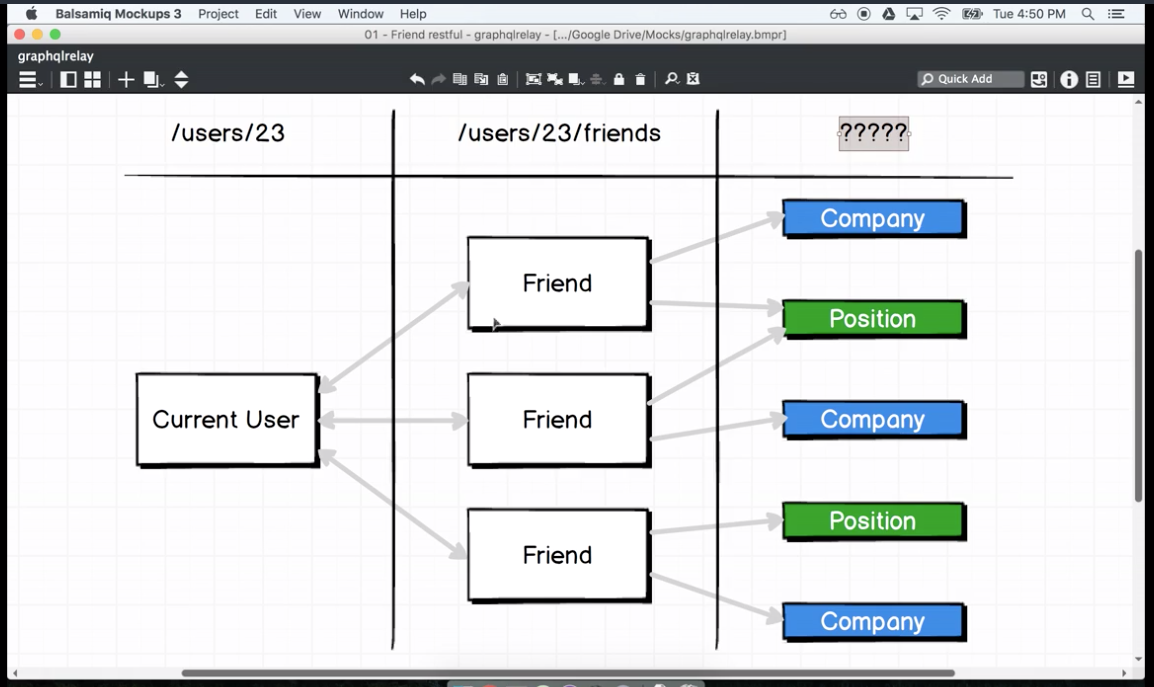 Balsamiq Mockups 3 Project Edit View Window Help Tue 4:50 PM
01 - Friend restful - graphqlrelay - [.../Google Drive/Mocks/graphqlrelay.bmpr]
graphqlrelay
Quick Add
/users/23 /users/23/friends ?????
Company
Friend
Position
Current User Friend Company
Position
Friend
Company